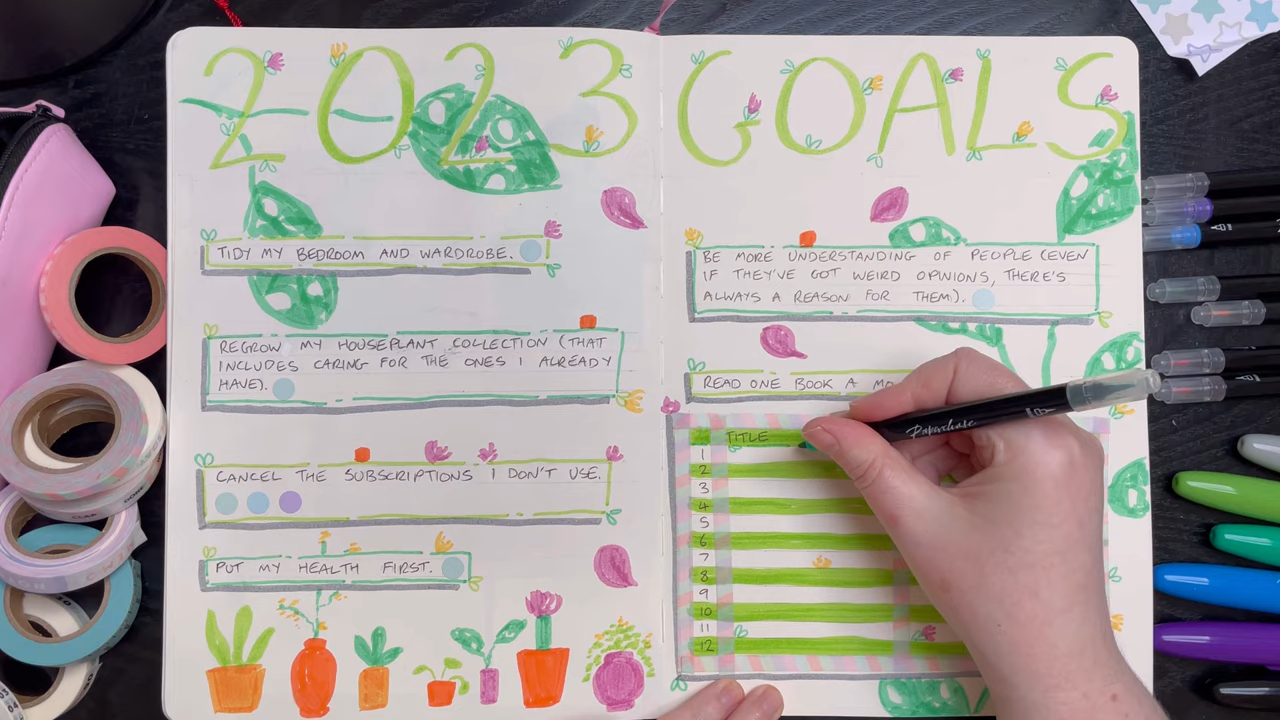 2023 GOALS
TIDY MY BEDROOM AND WARDROBE.
REGROW MY HOUSEPLANT COLLECTION (THAT
INCLUDES CARING FOR THE ONES I ALREADY
HAVE).
CANCEL THE SUBSCRIPTIONS I DON'T USE.
PUT MY HEALTH FIRST.
BE MORE UNDERSTANDING OF PEOPLE (EVEN
IF THEY'VE GOT WEIRD OPINIONS, THERE'S
ALWAYS A REASON FOR THEM).
READ ONE BOOK A
TITLE
1
2
3
4
5
6
7
8
9
10
11
12
Paperchase